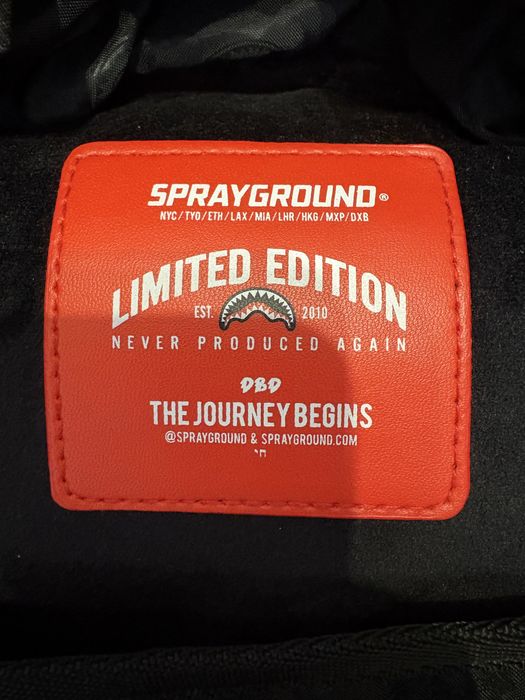 SPRAYGROUND®
NYC/TYO/ETH/LAX/MIA/LHR/HKG/MXP/DXB
LIMITED EDITION
EST. 2010
NEVER PRODUCED AGAIN
DBD
THE JOURNEY BEGINS
@SPRAYGROUND & SPRAYGROUND.COM
חי